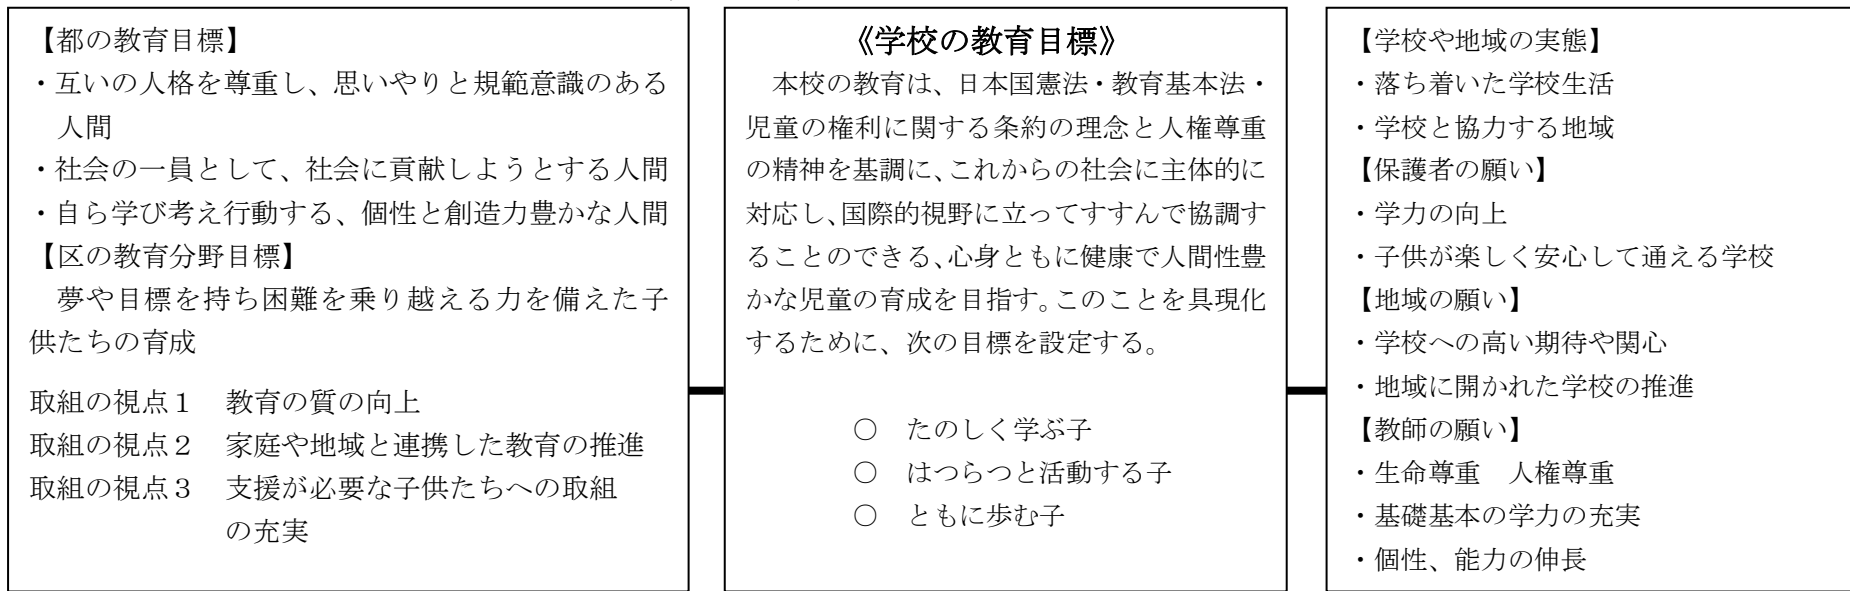 【都の教育目標】
・互いの人格を尊重し、思いやりと規範意識のある
人間
・社会の一員として、社会に貢献しようとする人間
・自ら学び考え行動する、個性と創造力豊かな人間
【区の教育分野目標】
夢や目標を持ち困難を乗り越える力を備えた子
供たちの育成
取組の視点１　教育の質の向上
取組の視点２　家庭や地域と連携した教育の推進
取組の視点３　支援が必要な子供たちへの取組
の充実
《学校の教育目標》
本校の教育は、日本国憲法・教育基本法・
児童の権利に関する条約の理念と人権尊重
の精神を基調に、これからの社会に主体的に
対応し、国際的視野に立ってすすんで協調す
ることのできる、心身ともに健康で人間性豊
かな児童の育成を目指す。このことを具現化
するために、次の目標を設定する。
○　たのしく学ぶ子
○　はつらつと活動する子
○　ともに歩む子
【学校や地域の実態】
・落ち着いた学校生活
・学校と協力する地域
【保護者の願い】
・学力の向上
・子供が楽しく安心して通える学校
【地域の願い】
・学校への高い期待や関心
・地域に開かれた学校の推進
【教師の願い】
・生命尊重　人権尊重
・基礎基本の学力の充実
・個性、能力の伸長